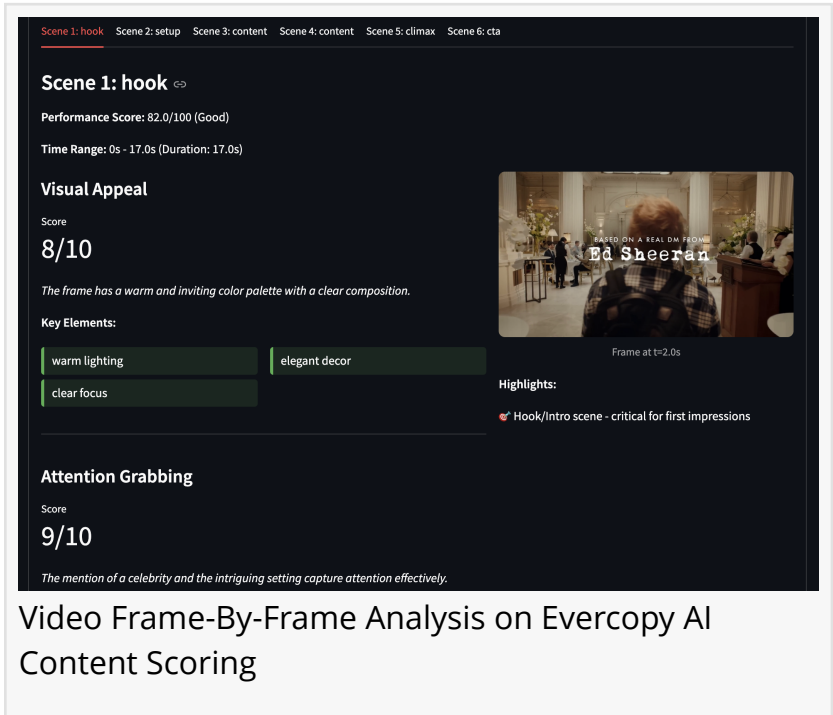 Scene 1: hook Scene 2: setup Scene 3: content Scene 4: content Scene 5: climax Scene 6: cta
Scene 1: hook
Performance Score: 82.0/100 (Good)
Time Range: 0s - 17.0s (Duration: 17.0s)
Visual Appeal
Score
8/10
The frame has a warm and inviting color palette with a clear composition.
Key Elements:
warm lighting
elegant decor
clear focus
BASED ON A REAL DM FROM
Ed Sheeran
Frame at t=2.0s
Highlights:
🎯 Hook/Intro scene - critical for first impressions
Attention Grabbing
Score
9/10
The mention of a celebrity and the intriguing setting capture attention effectively.
Video Frame-By-Frame Analysis on Evercopy AI
Content Scoring